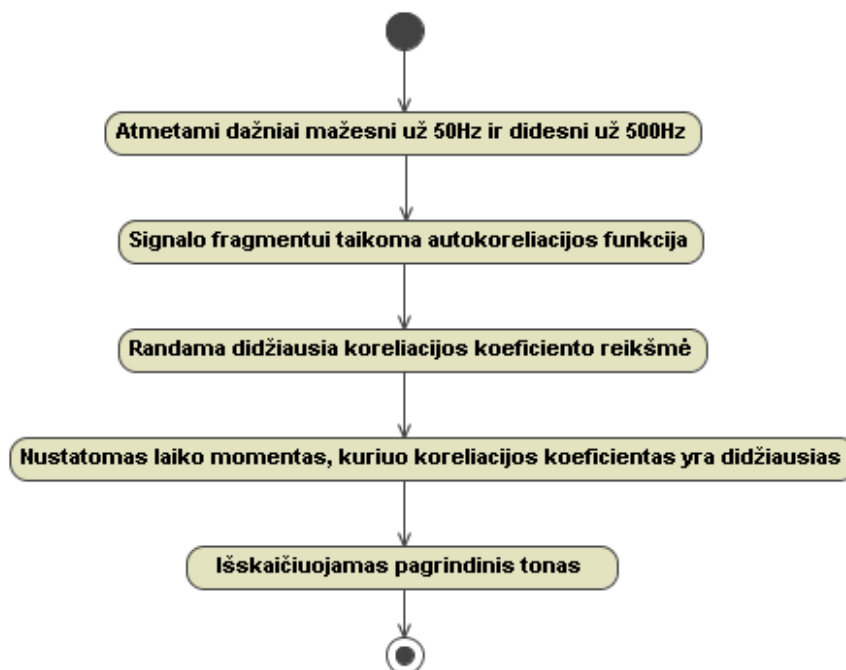 Atmetami dažniai mažesni už 50Hz ir didesni už 500Hz
Signalo fragmentui taikoma autokoreliacijos funkcija
Randama didžiausia koreliacijos koeficiento reikšmė
Nustatomas laiko momentas, kuriuo koreliacijos koeficientas yra didžiausias
Išskaičiuojamas pagrindinis tonas